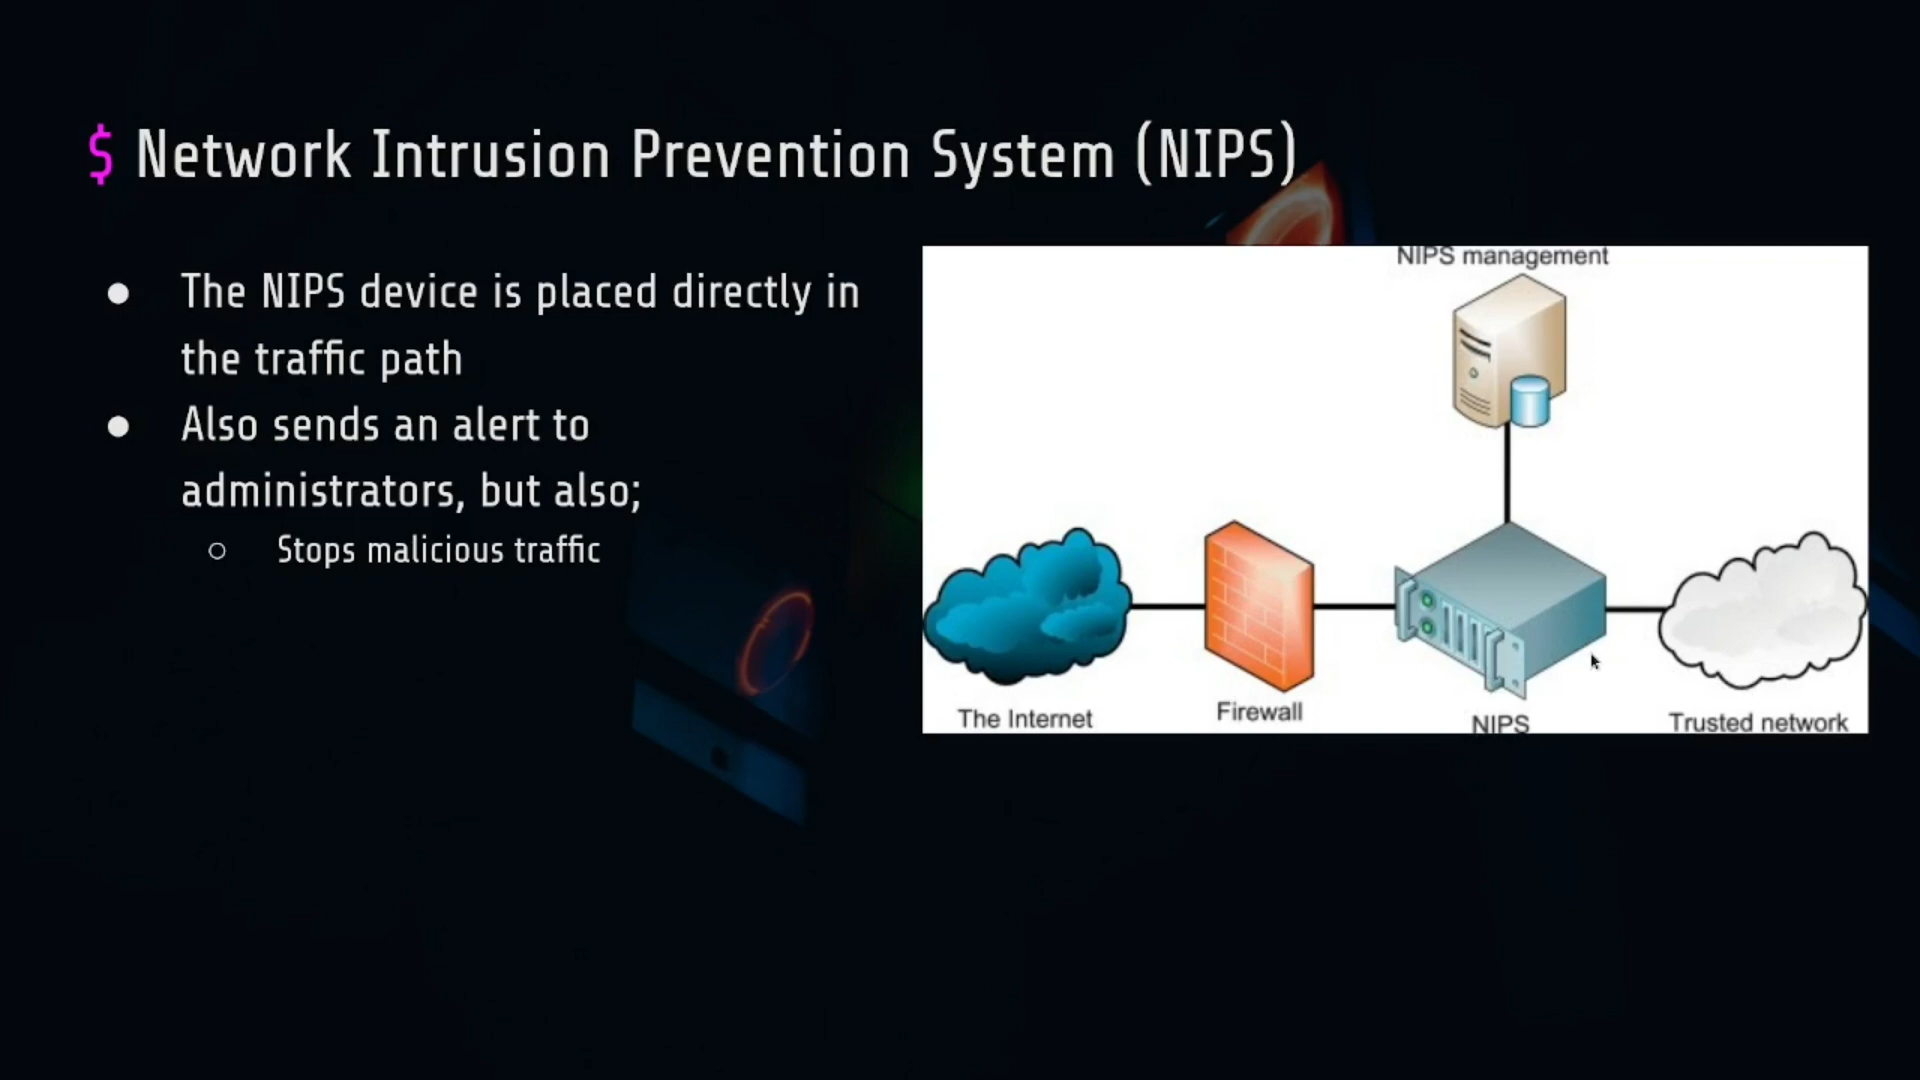 $ Network Intrusion Prevention System (NIPS)
● The NIPS device is placed directly in
the traffic path
● Also sends an alert to
administrators, but also;
○ Stops malicious traffic
NIPS management
The Internet
Firewall
NIPS
Trusted network